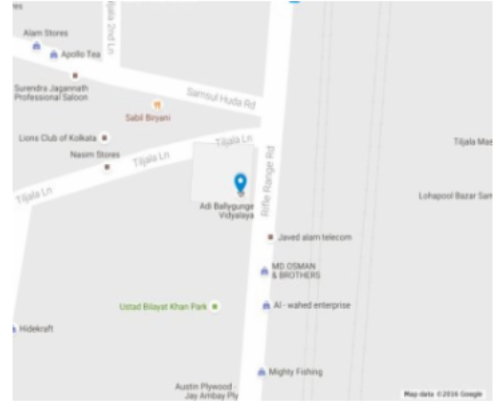 Alam Stores
Apollo Tea
Tiljala 2nd Ln
Surendra Jagannath
Professional Saloon
Samsul Huda Rd
Sabil Biryani
Lions Club of Kolkata
Tiljala Ln
Nasim Stores
Tiljala Mas
Tiljala Ln
Rifle Range Rd
Lohapool Bazar Sam
Adi Ballygunge
Vidyalaya
Javed alam telecom
MD OSMAN
& BROTHERS
Ustad Bilayat Khan Park
Al - wahed enterprise
Hidekraft
Mighty Fishing
Austin Plywood -
Jay Ambay Ply
Map data ©2016 Google